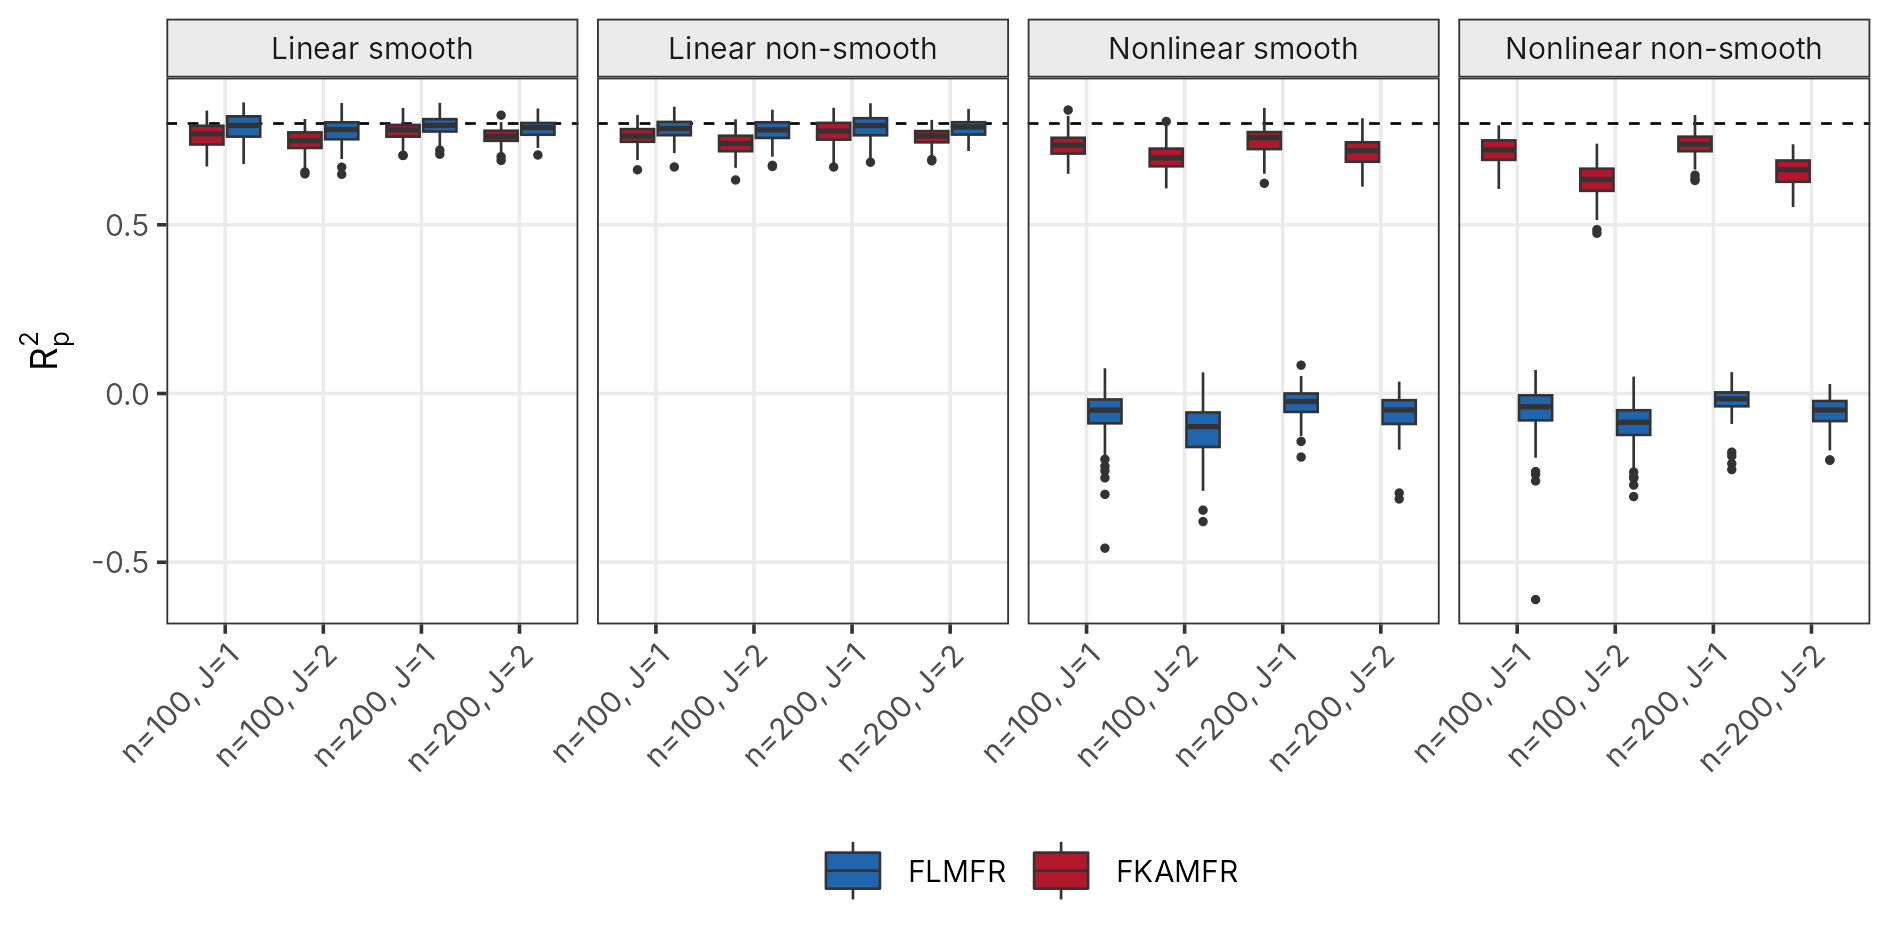 Linear smooth
Linear non-smooth
Nonlinear smooth
Nonlinear non-smooth
R²ₚ
0.5
0.0
-0.5
n=100, J=1
n=100, J=2
n=200, J=1
n=200, J=2
n=100, J=1
n=100, J=2
n=200, J=1
n=200, J=2
n=100, J=1
n=100, J=2
n=200, J=1
n=200, J=2
n=100, J=1
n=100, J=2
n=200, J=1
n=200, J=2
FLMFR
FKAMFR